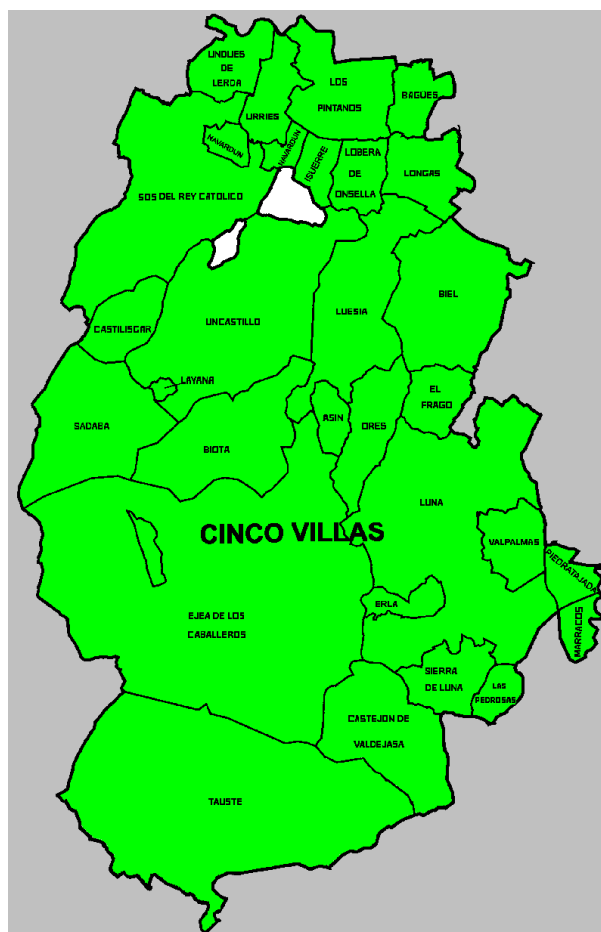 UNDUES
DE
LERDA
LOS
PINTANOS
BAGUES
URRIES
NAVARDUN
NAVARDUN
ISUERRE
LOBERA
DE
ONSELLA
LONGAS
SOS DEL REY CATOLICO
BIEL
CASTILISCAR
UNCASTILLO
LUESIA
LAYANA
EL
FRAGO
SADABA
BIOTA
ASIN
ORES
LUNA
CINCO VILLAS
VALPALMAS
PIEDRATAJADA
MARRACOS
ERLA
EJEA DE LOS
CABALLEROS
SIERRA
DE LUNA
LAS
PEDROSAS
CASTEJON DE
VALDEJASA
TAUSTE